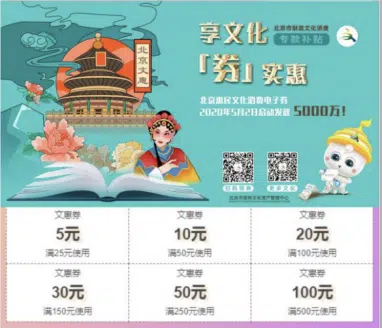 享文化
北京市财政文化消费
专款补贴
「券」实惠
北京文惠
北京惠民文化消费电子券
2020年5月2日启动发放 5000万!
文惠券
5元
满25元使用
文惠券
10元
满50元使用
文惠券
20元
满100元使用
文惠券
30元
满150元使用
文惠券
50元
满250元使用
文惠券
100元
满500元使用